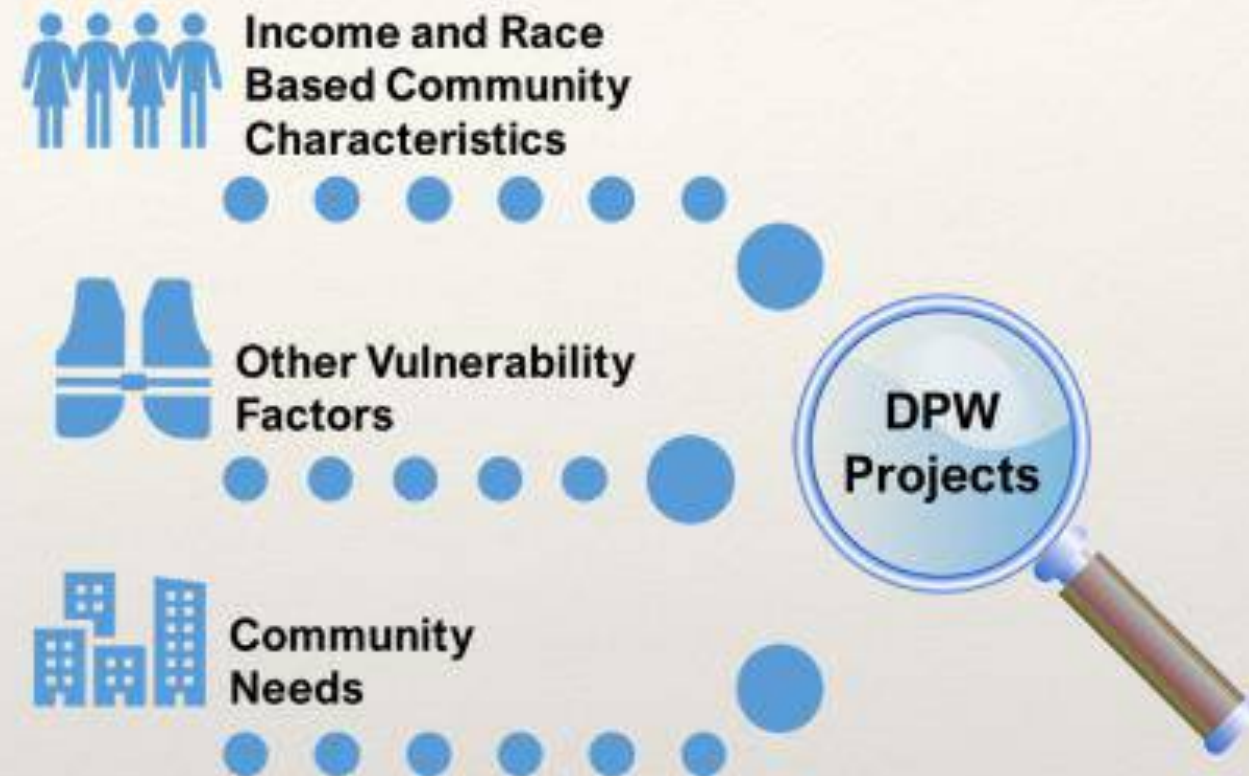 Income and Race
Based Community
Characteristics
Other Vulnerability
Factors
DPW
Projects
Community
Needs